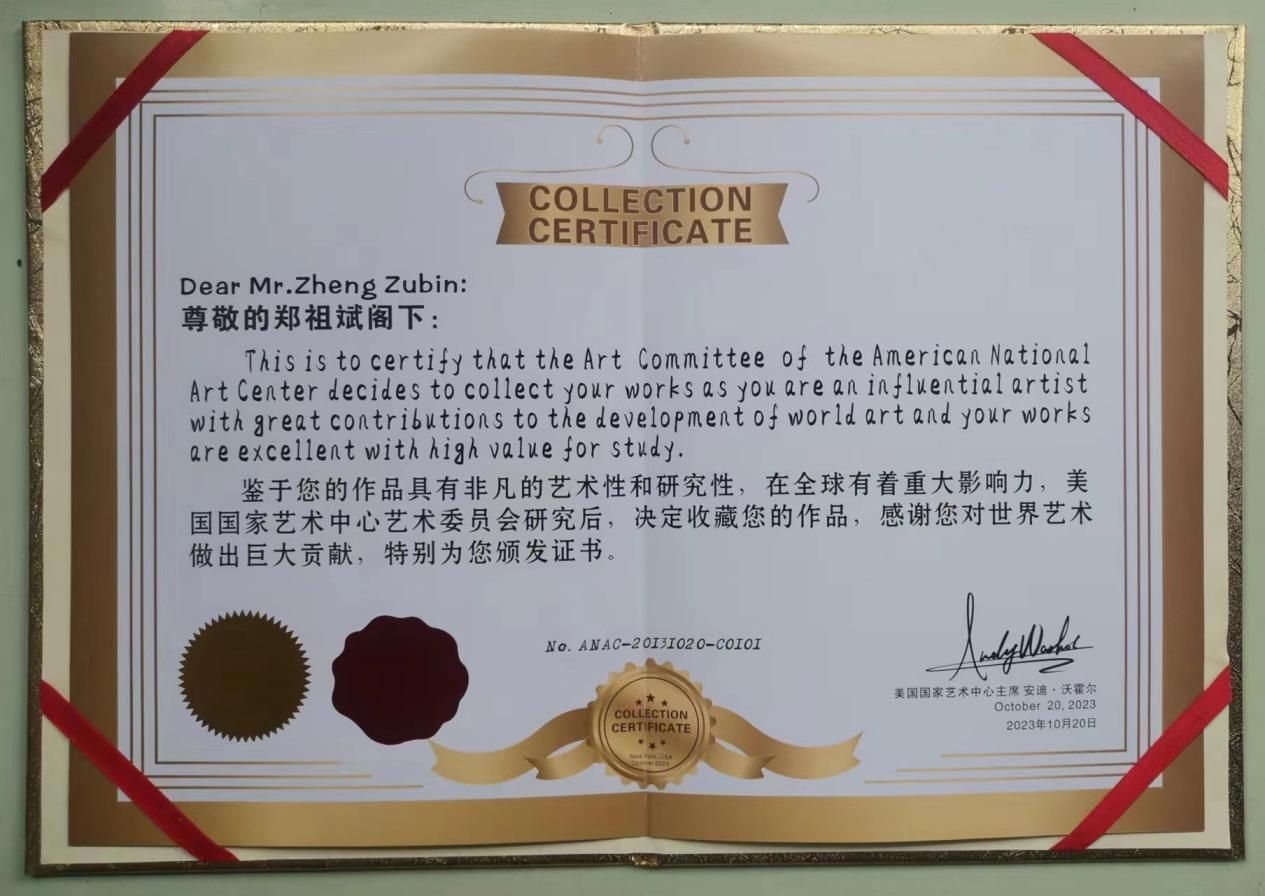 COLLECTION
CERTIFICATE
Dear Mr.Zheng Zubin:
尊敬的郑祖斌阁下：
This is to certify that the Art Committee of the American National
Art Center decides to collect your works as you are an influential artist
with great contributions to the development of world art and your works
are excellent with high value for study.
鉴于您的作品具有非凡的艺术性和研究性，在全球有着重大影响力，美
国国家艺术中心艺术委员会研究后，决定收藏您的作品，感谢您对世界艺术
做出巨大贡献，特别为您颁发证书。
No. ANAC-20131020-C0101
Andy Warhol
美国国家艺术中心主席 安迪·沃霍尔
October 20, 2023
2023年10月20日
COLLECTION
CERTIFICATE
New York, USA
October 2023